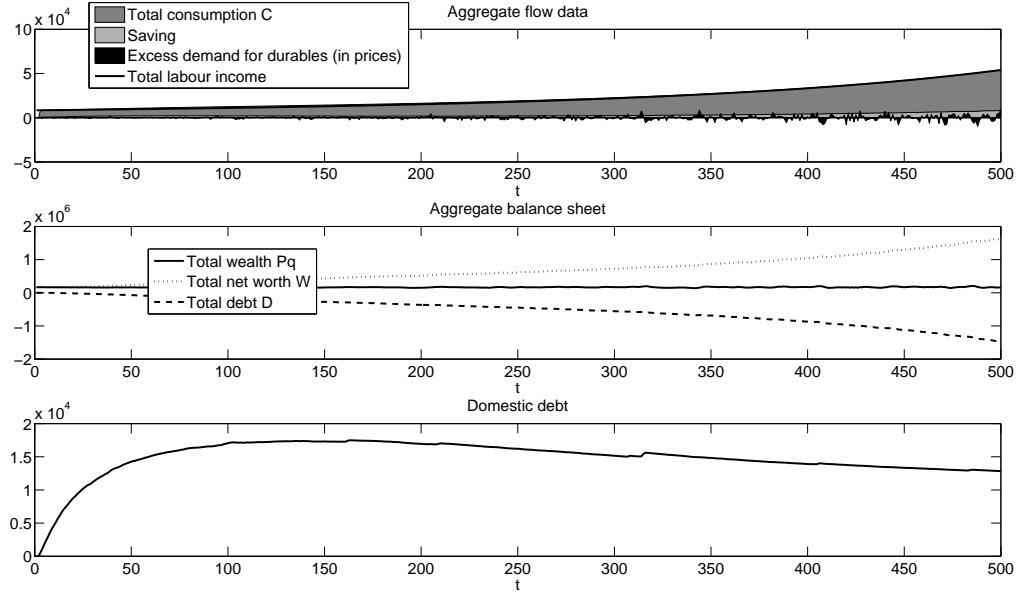 Aggregate flow data
x 10^4
10
5
0
−5
Total consumption C
Saving
Excess demand for durables (in prices)
Total labour income
0 50 100 150 200 250 300 350 400 450 500
t
Aggregate balance sheet
x 10^6
2
1
0
−1
−2
Total wealth Pq
Total net worth W
Total debt D
0 50 100 150 200 250 300 350 400 450 500
t
Domestic debt
x 10^4
2
1.5
1
0.5
0
0 50 100 150 200 250 300 350 400 450 500
t